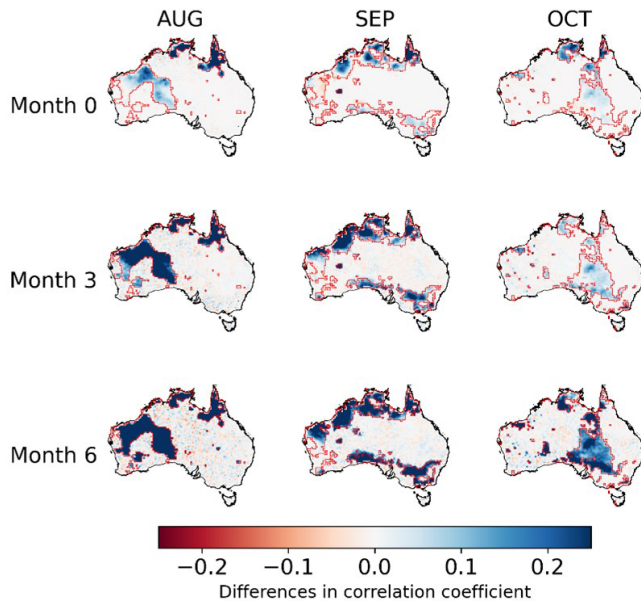 AUG SEP OCT
Month 0
Month 3
Month 6
−0.2 −0.1 0.0 0.1 0.2
Differences in correlation coefficient